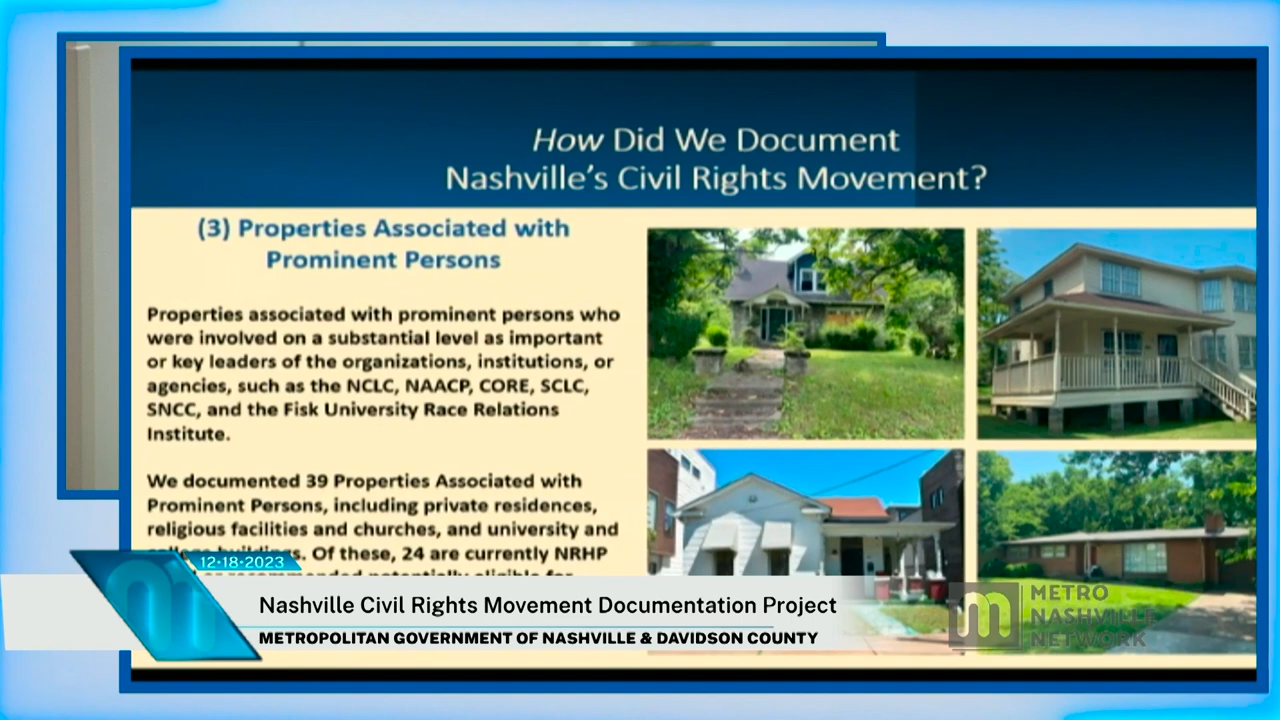 How Did We Document
Nashville's Civil Rights Movement?
(3) Properties Associated with
Prominent Persons
Properties associated with prominent persons who
were involved on a substantial level as important
or key leaders of the organizations, institutions, or
agencies, such as the NCLC, NAACP, CORE, SCLC,
SNCC, and the Fisk University Race Relations
Institute.
We documented 39 Properties Associated with
Prominent Persons, including private residences,
religious facilities and churches, and university and
Of these, 24 are currently NRHP
12-18-2023
Nashville Civil Rights Movement Documentation Project
METROPOLITAN GOVERNMENT OF NASHVILLE & DAVIDSON COUNTY
METRO
NASHVILLE
NETWORK